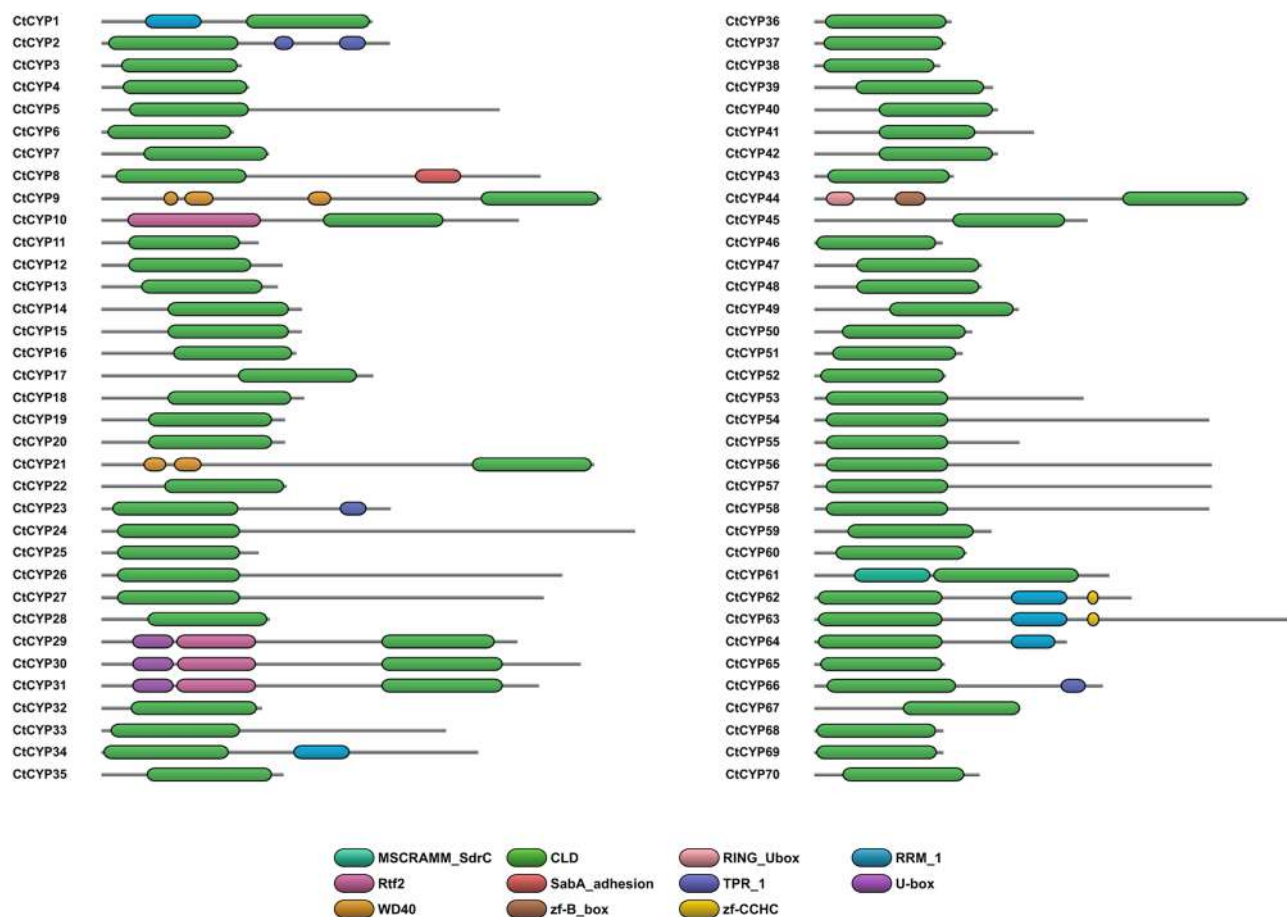 CtCYP1
CtCYP2
CtCYP3
CtCYP4
CtCYP5
CtCYP6
CtCYP7
CtCYP8
CtCYP9
CtCYP10
CtCYP11
CtCYP12
CtCYP13
CtCYP14
CtCYP15
CtCYP16
CtCYP17
CtCYP18
CtCYP19
CtCYP20
CtCYP21
CtCYP22
CtCYP23
CtCYP24
CtCYP25
CtCYP26
CtCYP27
CtCYP28
CtCYP29
CtCYP30
CtCYP31
CtCYP32
CtCYP33
CtCYP34
CtCYP35
CtCYP36
CtCYP37
CtCYP38
CtCYP39
CtCYP40
CtCYP41
CtCYP42
CtCYP43
CtCYP44
CtCYP45
CtCYP46
CtCYP47
CtCYP48
CtCYP49
CtCYP50
CtCYP51
CtCYP52
CtCYP53
CtCYP54
CtCYP55
CtCYP56
CtCYP57
CtCYP58
CtCYP59
CtCYP60
CtCYP61
CtCYP62
CtCYP63
CtCYP64
CtCYP65
CtCYP66
CtCYP67
CtCYP68
CtCYP69
CtCYP70
MSCRAMM_SdrC CLD RING_Ubox RRM_1
Rtf2 SabA_adhesion TPR_1 U-box
WD40 zf-B_box zf-CCHC